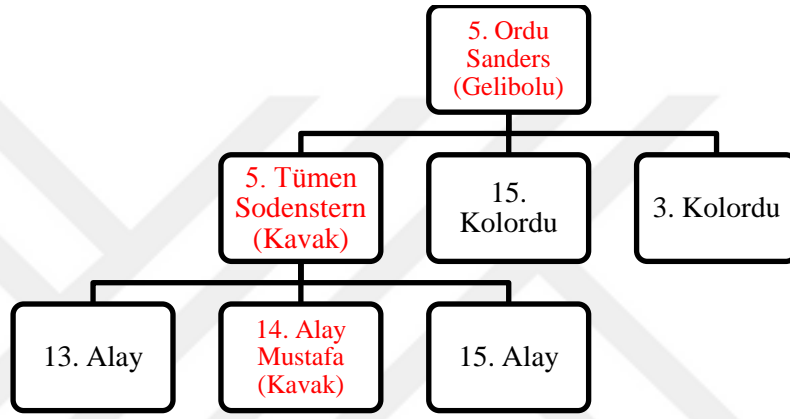 5. Ordu
Sanders
(Gelibolu)
5. Tümen
Sodenstern
(Kavak)
15.
Kolordu
3. Kolordu
13. Alay
14. Alay
Mustafa
(Kavak)
15. Alay